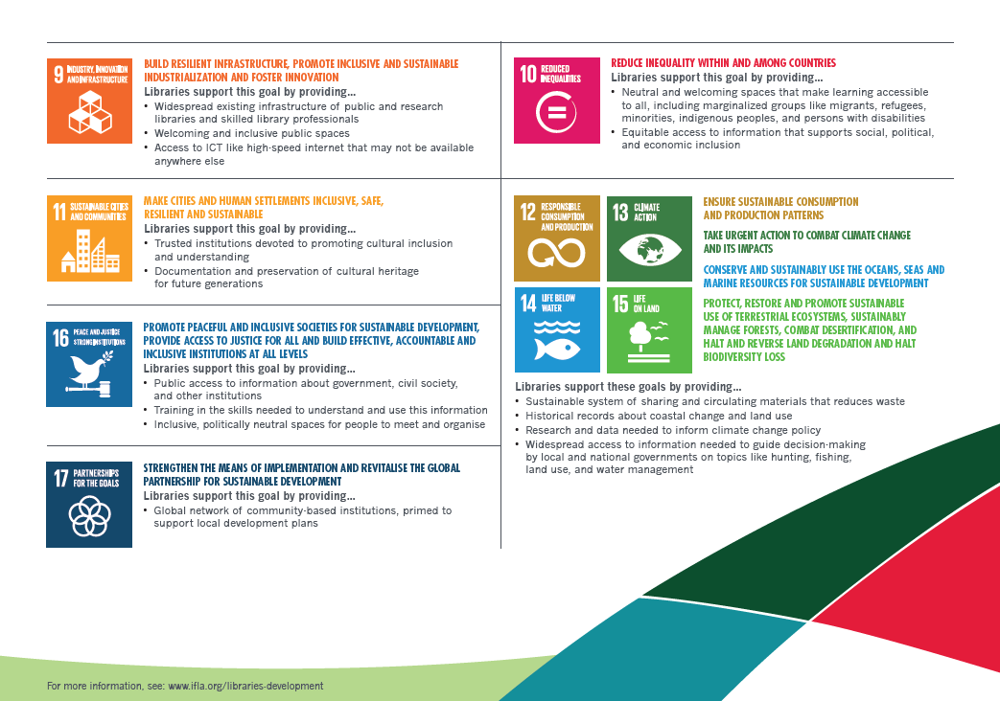 9 INDUSTRY, INNOVATION
AND INFRASTRUCTURE
BUILD RESILIENT INFRASTRUCTURE, PROMOTE INCLUSIVE AND SUSTAINABLE
INDUSTRIALIZATION AND FOSTER INNOVATION
Libraries support this goal by providing...
• Widespread existing infrastructure of public and research
libraries and skilled library professionals
• Welcoming and inclusive public spaces
• Access to ICT like high-speed internet that may not be available
anywhere else
10 REDUCED
INEQUALITIES
REDUCE INEQUALITY WITHIN AND AMONG COUNTRIES
Libraries support this goal by providing...
• Neutral and welcoming spaces that make learning accessible
to all, including marginalized groups like migrants, refugees,
minorities, indigenous peoples, and persons with disabilities
• Equitable access to information that supports social, political,
and economic inclusion
11 SUSTAINABLE CITIES
AND COMMUNITIES
MAKE CITIES AND HUMAN SETTLEMENTS INCLUSIVE, SAFE,
RESILIENT AND SUSTAINABLE
Libraries support this goal by providing...
• Trusted institutions devoted to promoting cultural inclusion
and understanding
• Documentation and preservation of cultural heritage
for future generations
16 PEACE AND JUSTICE
STRONG INSTITUTIONS
PROMOTE PEACEFUL AND INCLUSIVE SOCIETIES FOR SUSTAINABLE DEVELOPMENT,
PROVIDE ACCESS TO JUSTICE FOR ALL AND BUILD EFFECTIVE, ACCOUNTABLE AND
INCLUSIVE INSTITUTIONS AT ALL LEVELS
Libraries support this goal by providing...
• Public access to information about government, civil society,
and other institutions
• Training in the skills needed to understand and use this information
• Inclusive, politically neutral spaces for people to meet and organise
17 PARTNERSHIPS
FOR THE GOALS
STRENGTHEN THE MEANS OF IMPLEMENTATION AND REVITALISE THE GLOBAL
PARTNERSHIP FOR SUSTAINABLE DEVELOPMENT
Libraries support this goal by providing...
• Global network of community-based institutions, primed to
support local development plans
12 RESPONSIBLE
CONSUMPTION
AND PRODUCTION
13 CLIMATE
ACTION
14 LIFE BELOW
WATER
15 LIFE
ON LAND
ENSURE SUSTAINABLE CONSUMPTION
AND PRODUCTION PATTERNS
TAKE URGENT ACTION TO COMBAT CLIMATE CHANGE
AND ITS IMPACTS
CONSERVE AND SUSTAINABLY USE THE OCEANS, SEAS AND
MARINE RESOURCES FOR SUSTAINABLE DEVELOPMENT
PROTECT, RESTORE AND PROMOTE SUSTAINABLE
USE OF TERRESTRIAL ECOSYSTEMS, SUSTAINABLY
MANAGE FORESTS, COMBAT DESERTIFICATION, AND
HALT AND REVERSE LAND DEGRADATION AND HALT
BIODIVERSITY LOSS
Libraries support these goals by providing...
• Sustainable system of sharing and circulating materials that reduces waste
• Historical records about coastal change and land use
• Research and data needed to inform climate change policy
• Widespread access to information needed to guide decision-making
by local and national governments on topics like hunting, fishing,
land use, and water management
For more information, see: www.ifla.org/libraries-development